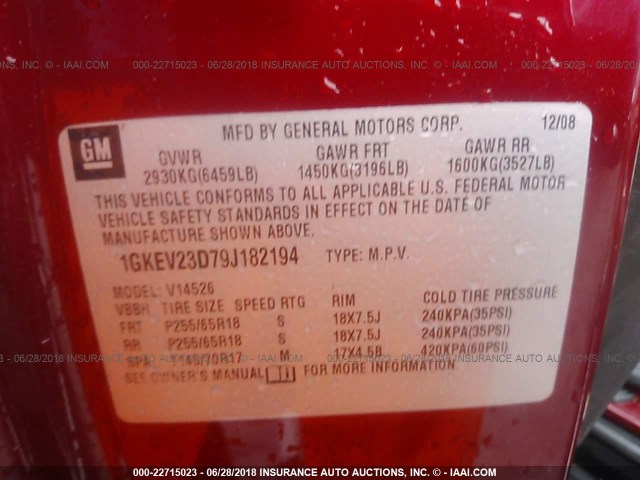 000-22715023 - 06/28/2018 INSURANCE AUTO AUCTIONS, INC. - © IAAI.COM
GM
MFD BY GENERAL MOTORS CORP. 12/08
GVWR GAWR FRT GAWR RR
2930KG(6459LB) 1450KG(3196LB) 1600KG(3527LB)
THIS VEHICLE CONFORMS TO ALL APPLICABLE U.S. FEDERAL MOTOR
VEHICLE SAFETY STANDARDS IN EFFECT ON THE DATE OF
MANUFACTURE SHOWN ABOVE.
1GKEV23D79J182194 TYPE: M.P.V.
MODEL: V14526
VBBH TIRE SIZE SPEED RTG RIM COLD TIRE PRESSURE
FRT P255/65R18 S 18X7.5J 240KPA(35PSI)
RR P255/65R18 S 18X7.5J 240KPA(35PSI)
SPA T145/70R17 M 17X4.5B 420KPA(60PSI)
SEE OWNER'S MANUAL FOR MORE INFORMATION.
000-22715023 - 06/28/2018 INSURANCE AUTO AUCTIONS, INC. - © IAAI.COM